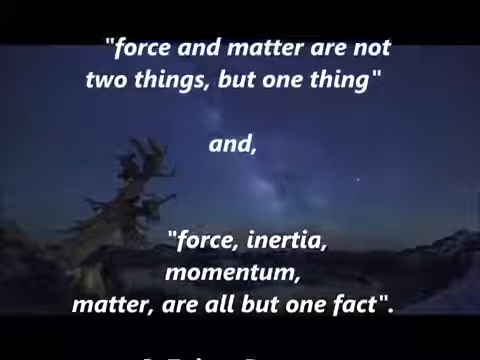 "force and matter are not
two things, but one thing"
and,
"force, inertia,
momentum,
matter, are all but one fact".